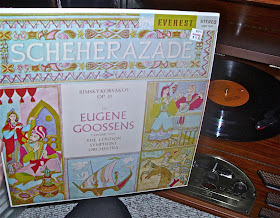 EVEREST STEREO
SCHEHERAZADE
RIMSKY-KORSAKOV
OP. 35
EUGENE
GOOSSENS
THE LONDON
SYMPHONY
ORCHESTRA